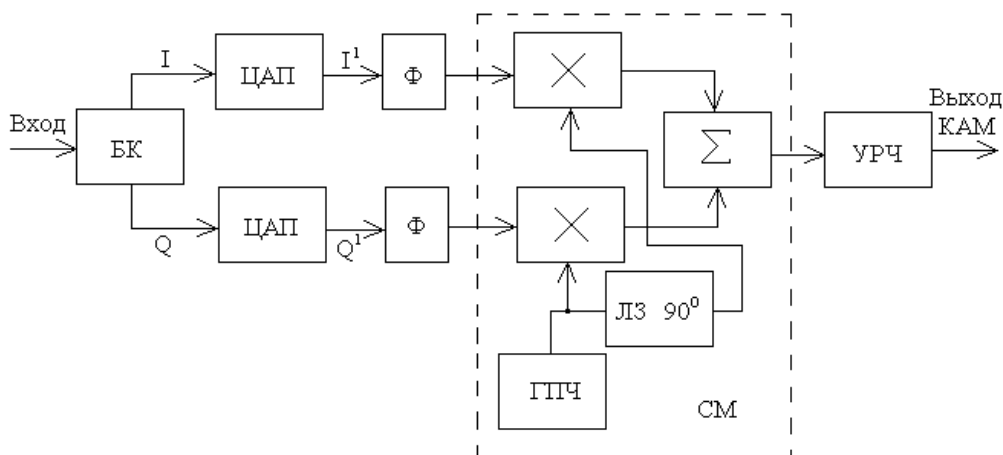 I
ЦАП
I¹
Ф
Вход
БК
Σ
УРЧ
Выход
КАМ
Q
ЦАП
Q¹
Ф
ЛЗ 90⁰
ГПЧ
СМ